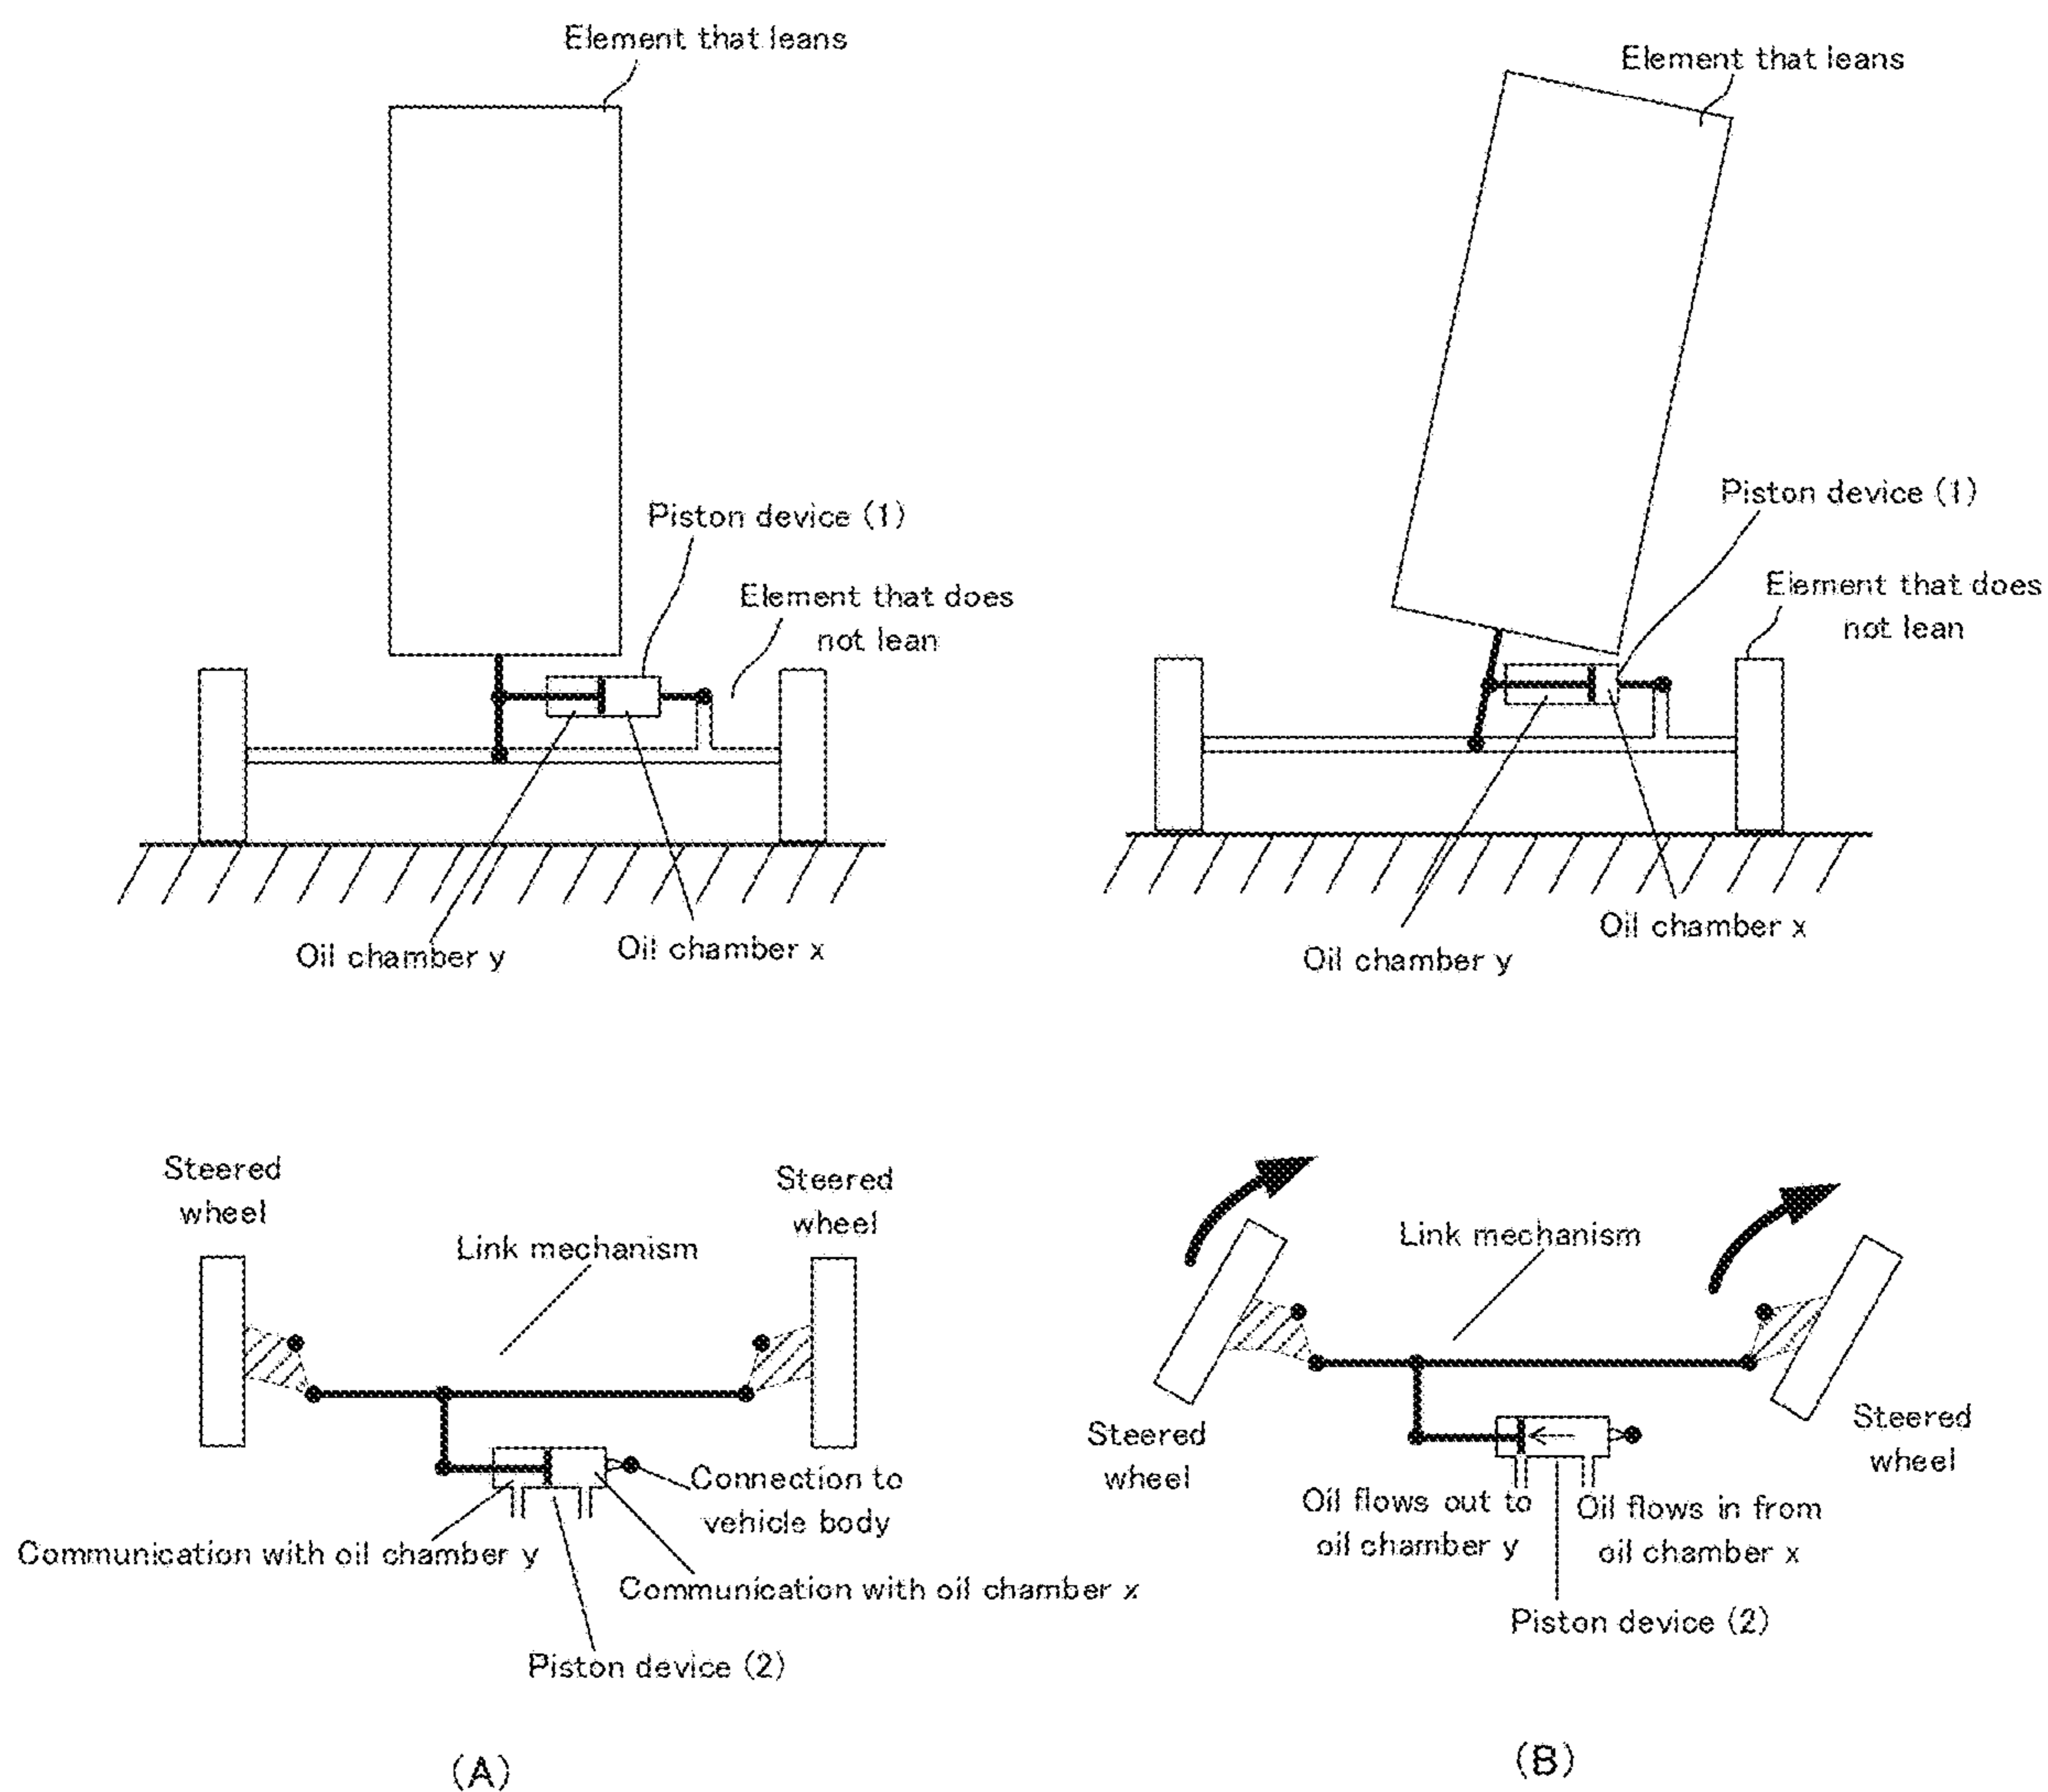 Element that leans
Piston device (1)
Element that does
not lean
Oil chamber y
Oil chamber x
Element that leans
Piston device (1)
Element that does
not lean
Oil chamber x
Oil chamber y
Steered
wheel
Link mechanism
Steered
wheel
Connection to
vehicle body
Communication with oil chamber y
Communication with oil chamber x
Piston device (2)
(A)
Link mechanism
Steered
wheel
Steered
wheel
Oil flows out to
oil chamber y
Oil flows in from
oil chamber x
Piston device (2)
(B)